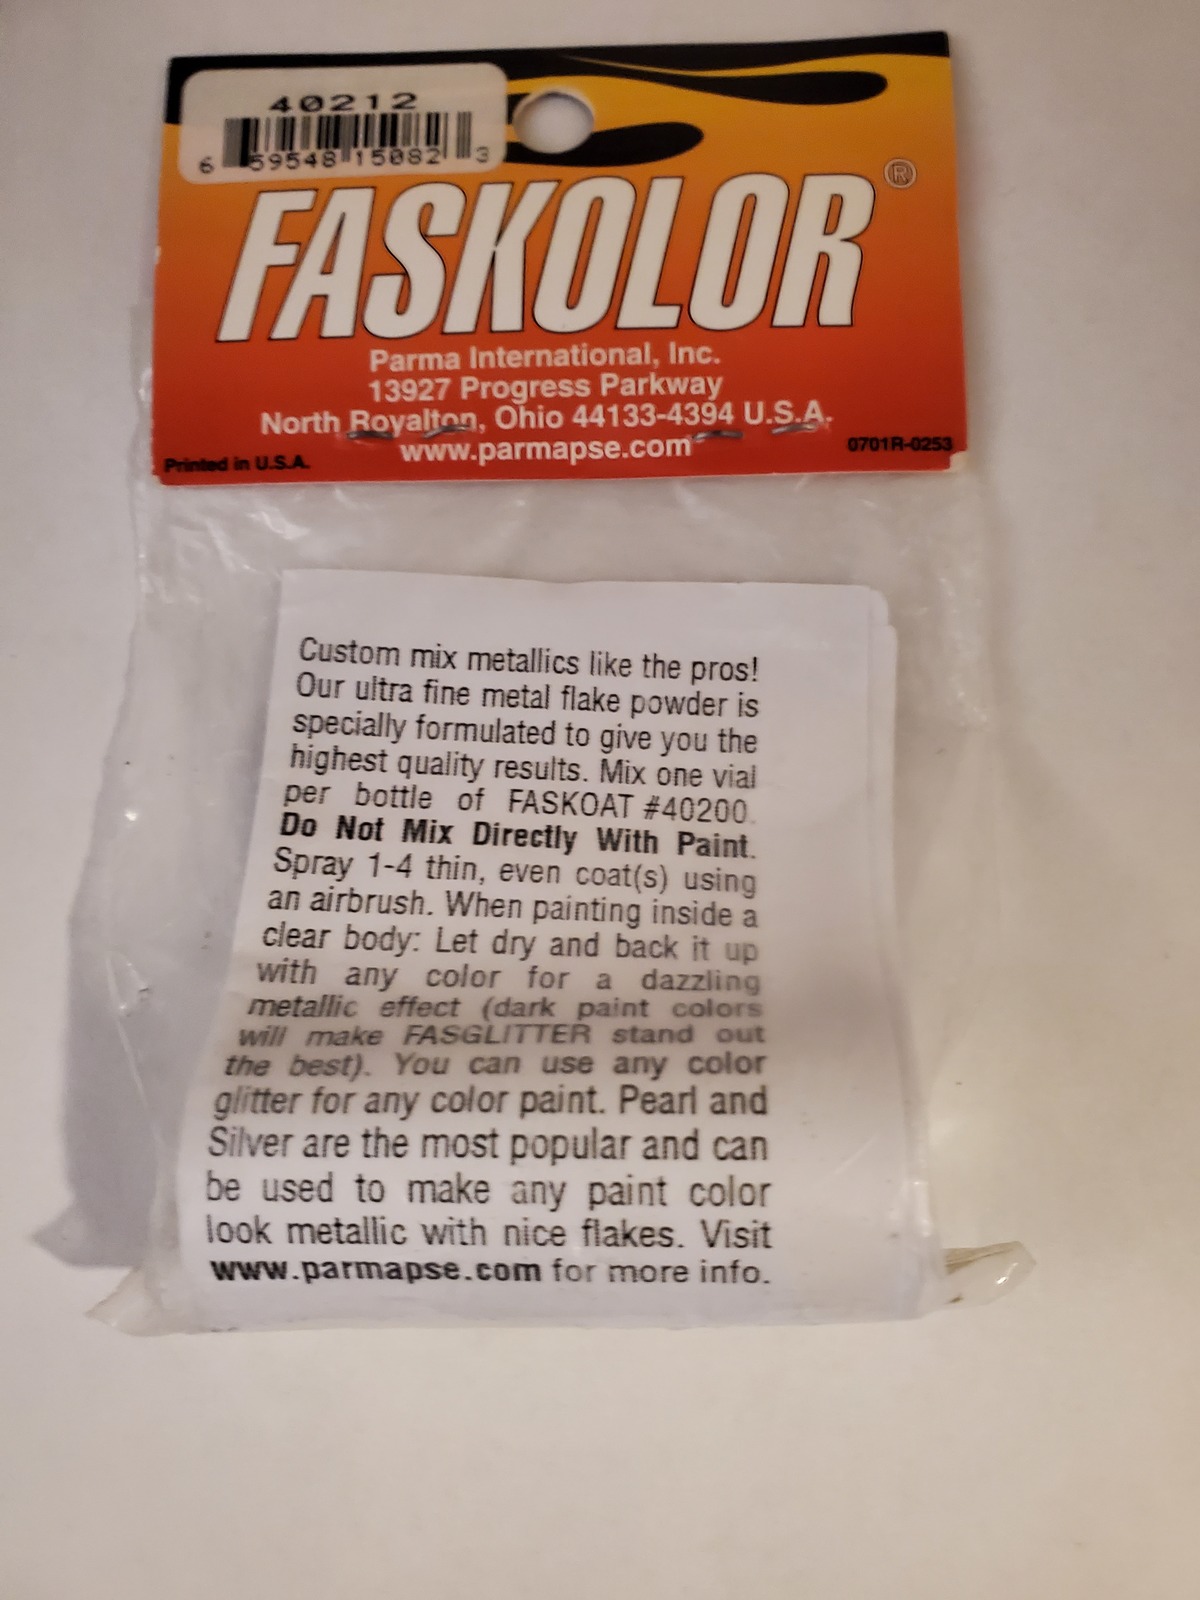 40212
6 59548 15082 3
FASKOLOR®
Parma International, Inc.
13927 Progress Parkway
North Royalton, Ohio 44133-4394 U.S.A.
www.parmapse.com
Printed in U.S.A.
0701R-0253
Custom mix metallics like the pros!
Our ultra fine metal flake powder is
specially formulated to give you the
highest quality results. Mix one vial
per bottle of FASKOAT #40200.
Do Not Mix Directly With Paint.
Spray 1-4 thin, even coat(s) using
an airbrush. When painting inside a
clear body: Let dry and back it up
with any color for a dazzling
metallic effect (dark paint colors
will make FASGLITTER stand out
the best). You can use any color
glitter for any color paint. Pearl and
Silver are the most popular and can
be used to make any paint color
look metallic with nice flakes. Visit
www.parmapse.com for more info.